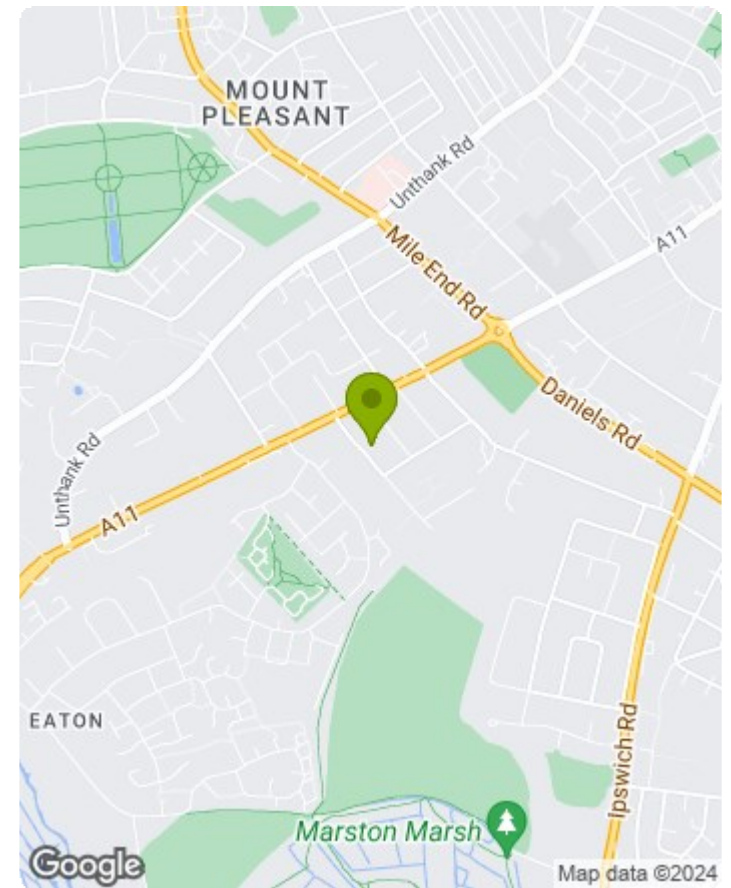 MOUNT
PLEASANT
Unthank Rd
A11
Mile End Rd
Daniels Rd
Unthank Rd
A11
EATON
Ipswich Rd
Marston Marsh
Google
Map data ©2024